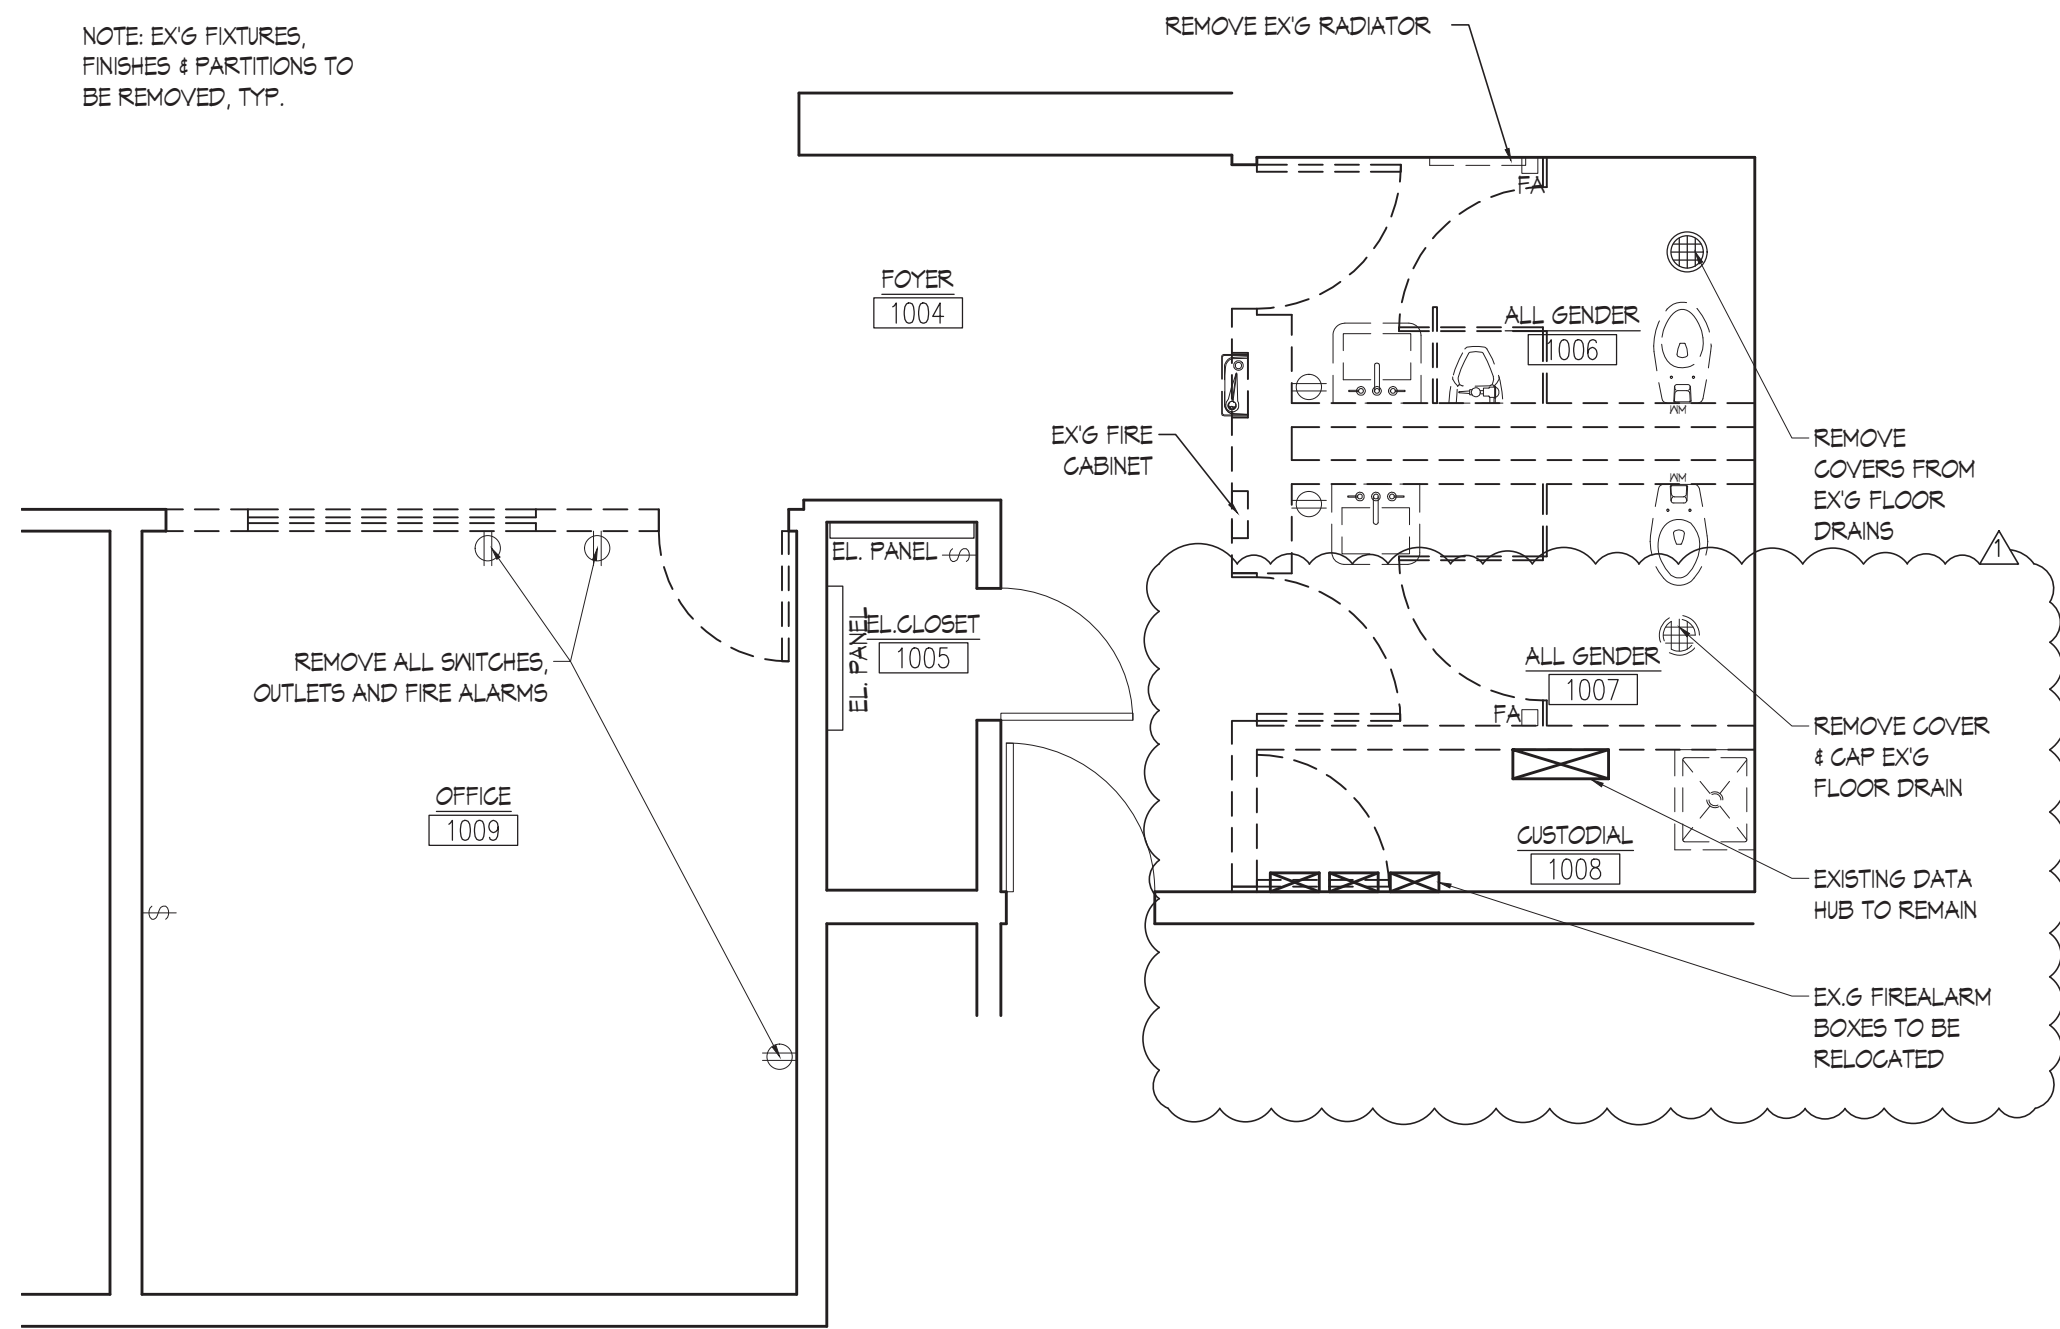 NOTE: EX'G FIXTURES,
FINISHES & PARTITIONS TO
BE REMOVED, TYP.
REMOVE EX'G RADIATOR
FA
FOYER
1004
ALL GENDER
1006
WM
EX'G FIRE
CABINET
REMOVE
COVERS FROM
EX'G FLOOR
DRAINS
WM
1
EL. PANEL
S
EL. PANEL
EL.CLOSET
1005
REMOVE ALL SWITCHES,
OUTLETS AND FIRE ALARMS
ALL GENDER
1007
FA
REMOVE COVER
& CAP EX'G
FLOOR DRAIN
OFFICE
1009
CUSTODIAL
1008
EXISTING DATA
HUB TO REMAIN
S
EX.G FIREALARM
BOXES TO BE
RELOCATED